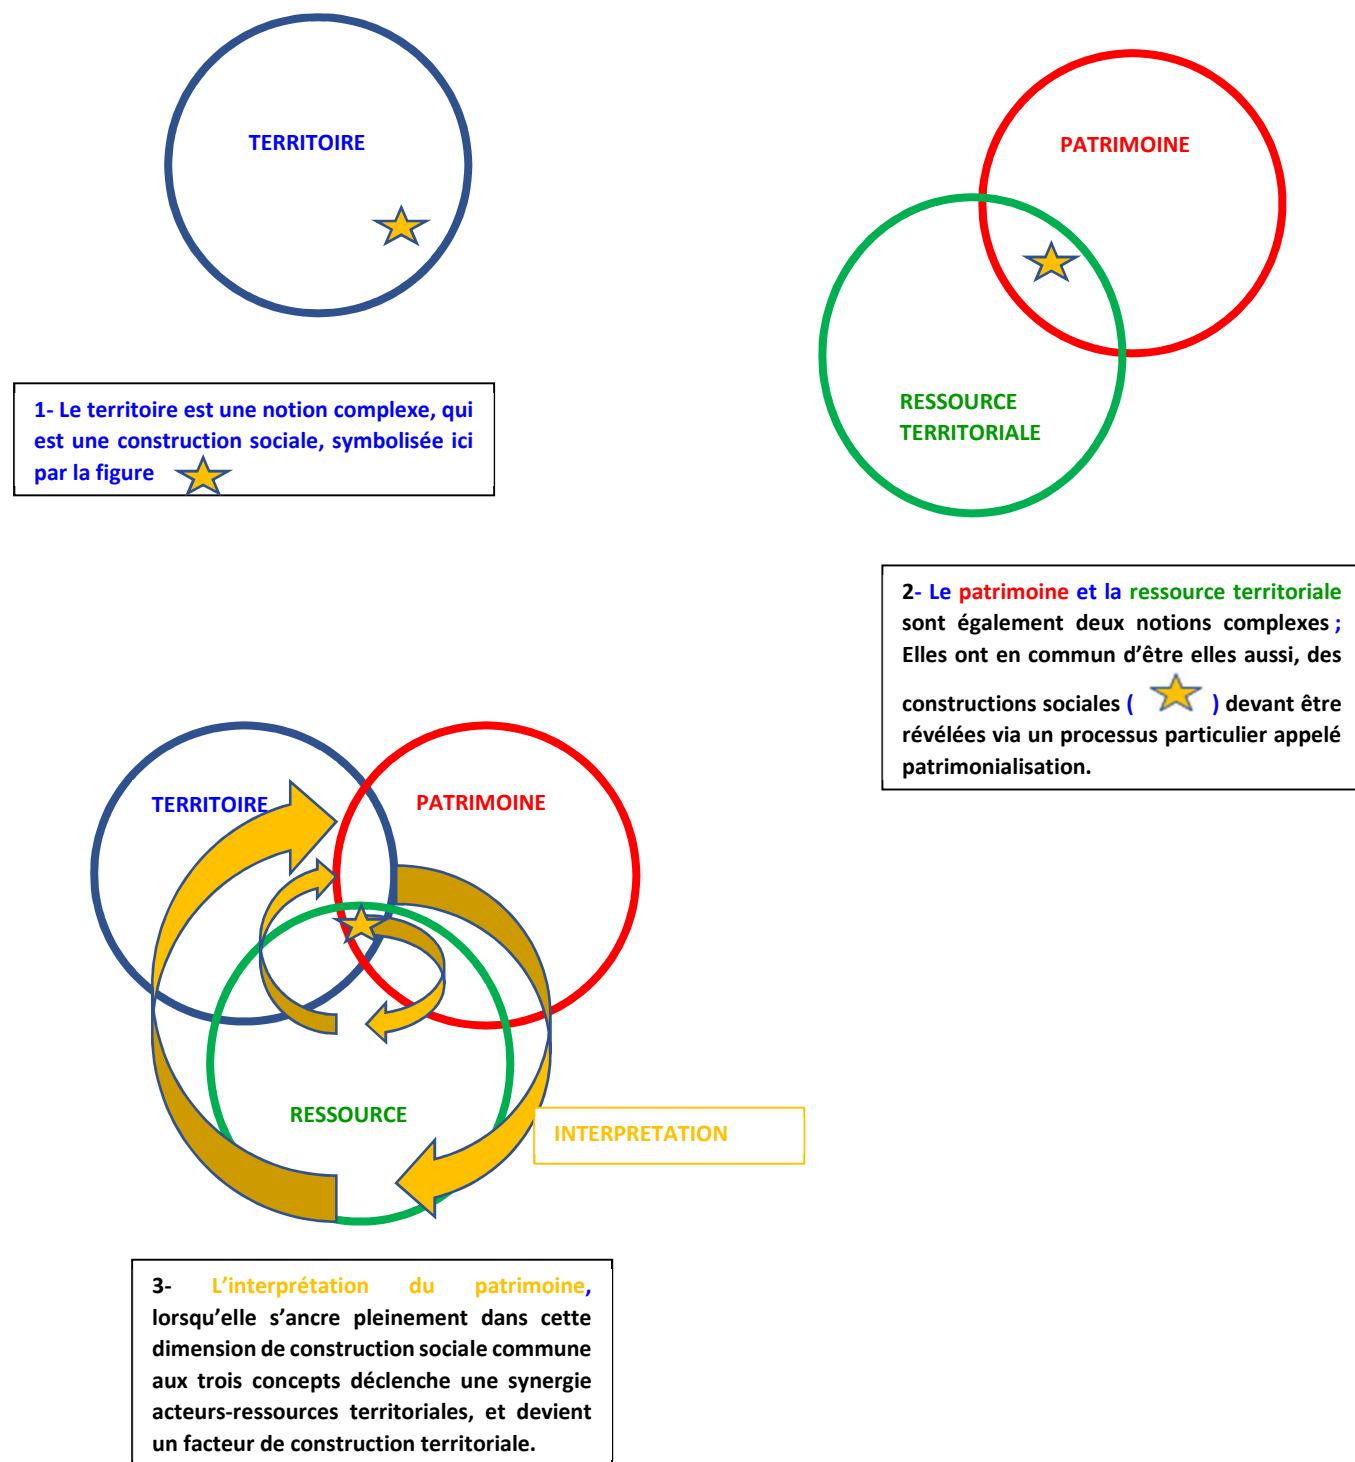 TERRITOIRE
1- Le territoire est une notion complexe, qui
est une construction sociale, symbolisée ici
par la figure
PATRIMOINE
RESSOURCE
TERRITORIALE
2- Le patrimoine et la ressource territoriale
sont également deux notions complexes ;
Elles ont en commun d’être elles aussi, des
constructions sociales ( ) devant être
révélées via un processus particulier appelé
patrimonialisation.
TERRITOIRE
PATRIMOINE
RESSOURCE
INTERPRETATION
3- L’interprétation du patrimoine,
lorsqu’elle s’ancre pleinement dans cette
dimension de construction sociale commune
aux trois concepts déclenche une synergie
acteurs-ressources territoriales, et devient
un facteur de construction territoriale.